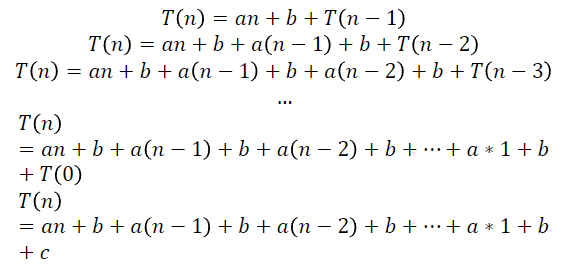 T(n) = an + b + T(n − 1)
T(n) = an + b + a(n − 1) + b + T(n − 2)
T(n) = an + b + a(n − 1) + b + a(n − 2) + b + T(n − 3)
...
T(n)
= an + b + a(n − 1) + b + a(n − 2) + b + ⋯ + a ∗ 1 + b
+ T(0)
T(n)
= an + b + a(n − 1) + b + a(n − 2) + b + ⋯ + a ∗ 1 + b
+ c